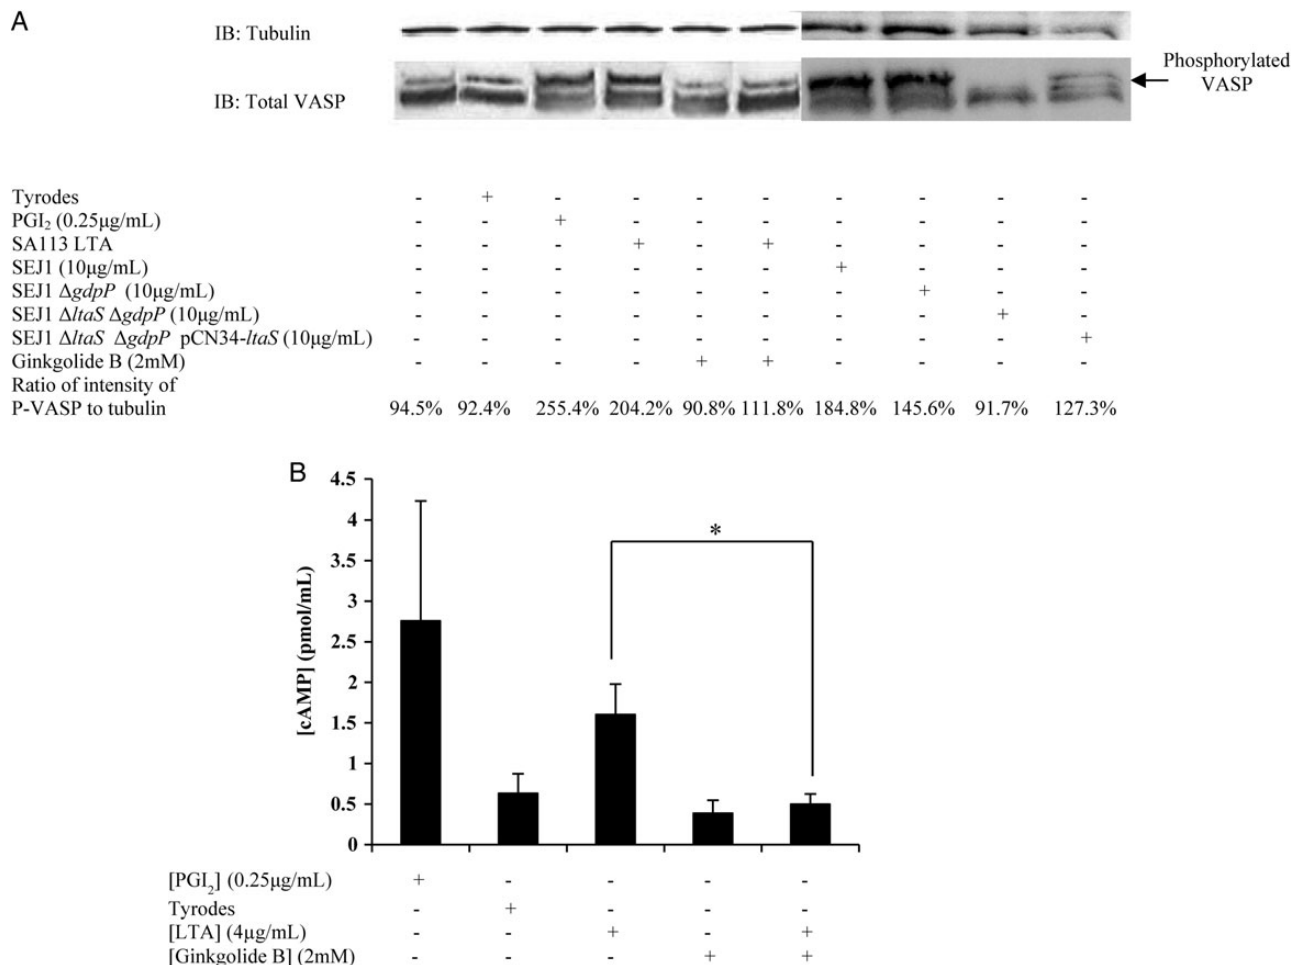 A
IB: Tubulin
Phosphorylated
VASP
IB: Total VASP
Tyrodes - + - - - - - - - -
PGI₂ (0.25µg/mL) - - + - - - - - - -
SA113 LTA - - - + - + - - - -
SEJ1 (10µg/mL) - - - - - - + - - -
SEJ1 ΔgdpP (10µg/mL) - - - - - - - + - -
SEJ1 ΔltaS ΔgdpP (10µg/mL) - - - - - - - - + -
SEJ1 ΔltaS ΔgdpP pCN34-ltaS (10µg/mL) - - - - - - - - - +
Ginkgolide B (2mM) - - - - + + - - - -
Ratio of intensity of
P-VASP to tubulin 94.5% 92.4% 255.4% 204.2% 90.8% 111.8% 184.8% 145.6% 91.7% 127.3%
B
[cAMP] (pmol/mL)
4.5
4
3.5
3
2.5
2
1.5
1
0.5
0
*
[PGI₂] (0.25µg/mL) + - - - -
Tyrodes - + - - -
[LTA] (4µg/mL) - - + - +
[Ginkgolide B] (2mM) - - - + +